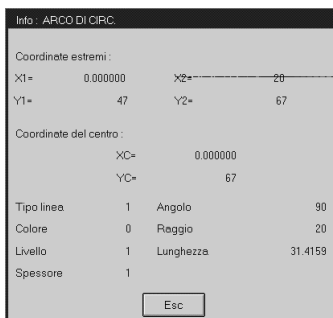 Info : ARCO DI CIRC.
Coordinate estremi :
X1= 0.000000 X2= 20
Y1= 47 Y2= 67
Coordinate del centro :
XC= 0.000000
YC= 67
Tipo linea 1 Angolo 90
Colore 0 Raggio 20
Livello 1 Lunghezza 31.4159
Spessore 1
Esc